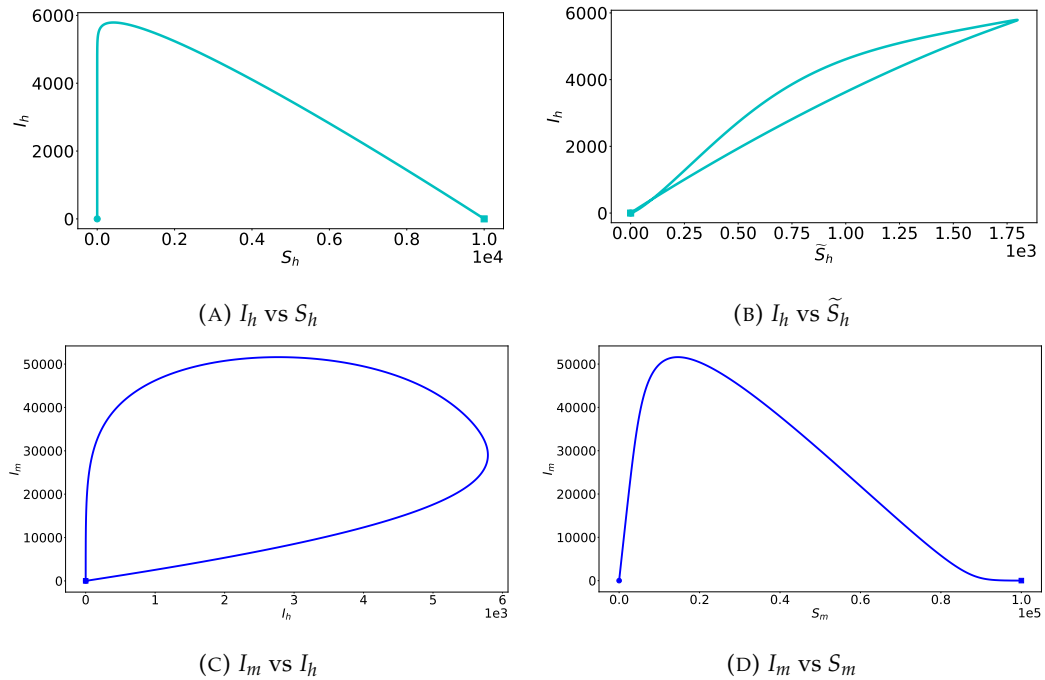 6000
4000
2000
0
I_h
0.0 0.2 0.4 0.6 0.8 1.0
1e4
S_h
(A) I_h vs S_h
6000
4000
2000
0
I_h
0.00 0.25 0.50 0.75 1.00 1.25 1.50 1.75
1e3
S̃_h
(B) I_h vs S̃_h
50000
40000
30000
20000
10000
0
I_m
0 1 2 3 4 5 6
1e3
I_h
(C) I_m vs I_h
50000
40000
30000
20000
10000
0
I_m
0.0 0.2 0.4 0.6 0.8 1.0
1e5
S_m
(D) I_m vs S_m